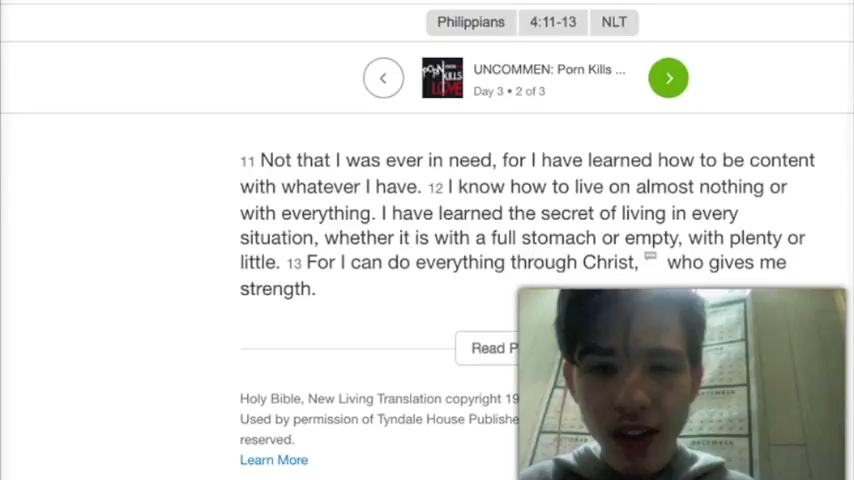 Philippians 4:11-13 NLT
PORN KILLS LOVE
UNCOMMEN: Porn Kills ...
Day 3 • 2 of 3
11 Not that I was ever in need, for I have learned how to be content
with whatever I have. 12 I know how to live on almost nothing or
with everything. I have learned the secret of living in every
situation, whether it is with a full stomach or empty, with plenty or
little. 13 For I can do everything through Christ, who gives me
strength.
Read P
Holy Bible, New Living Translation copyright 19
Used by permission of Tyndale House Publishe
reserved.
Learn More